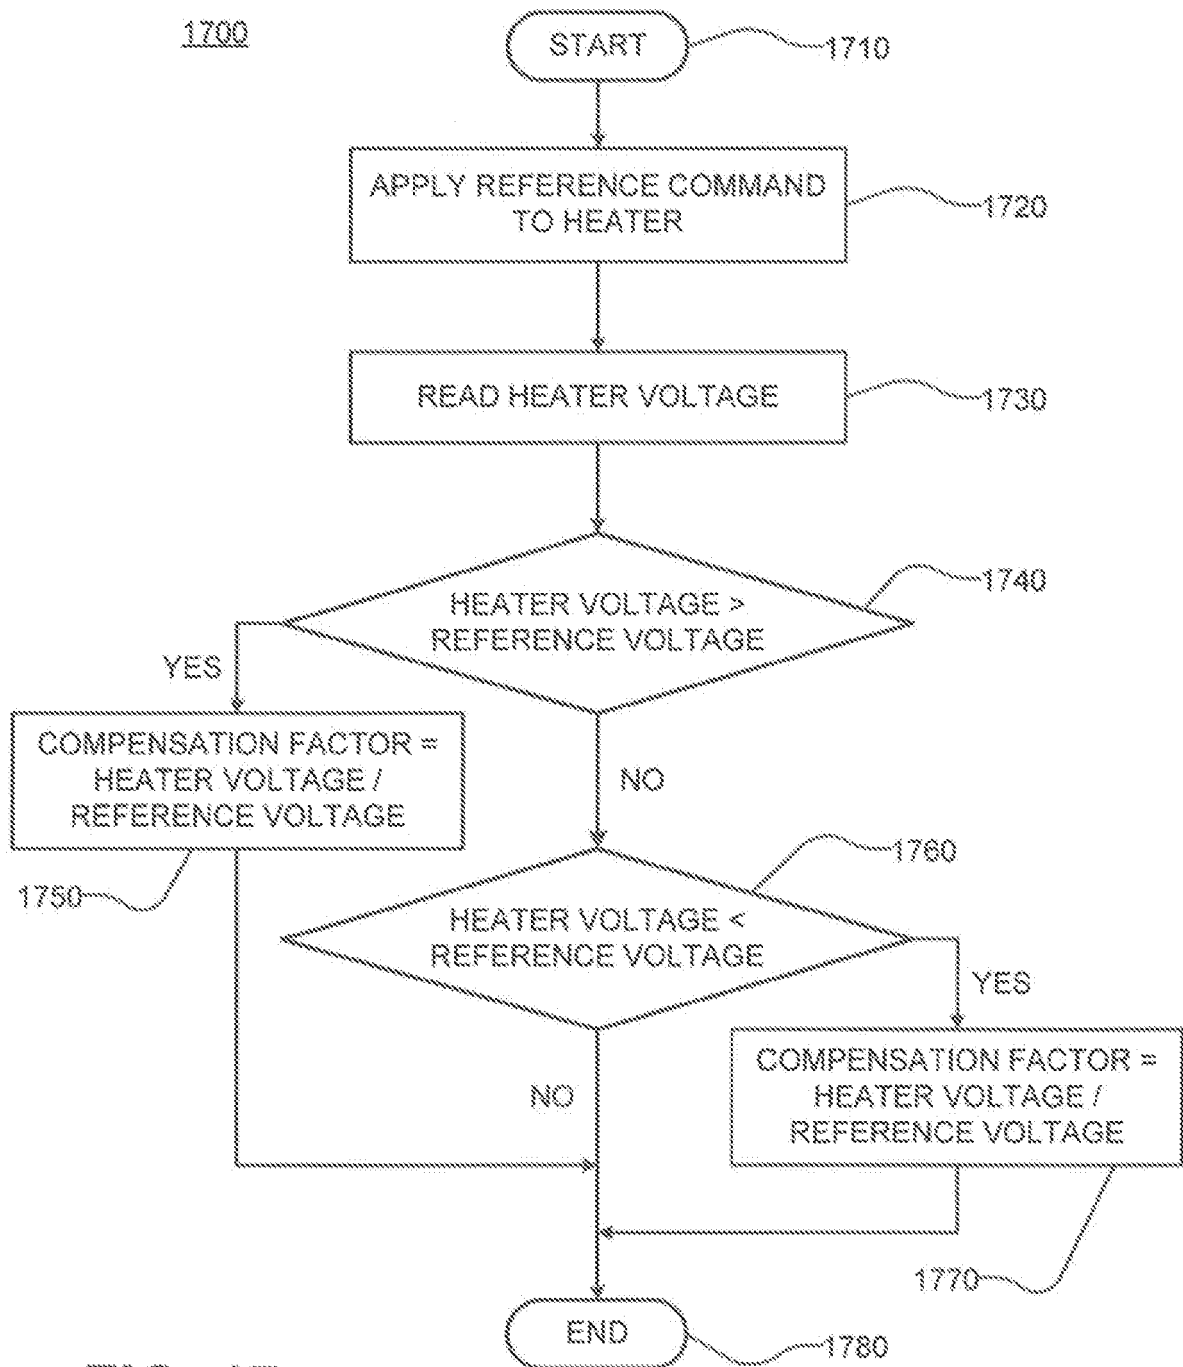 1700
START
1710
APPLY REFERENCE COMMAND
TO HEATER
1720
READ HEATER VOLTAGE
1730
HEATER VOLTAGE >
REFERENCE VOLTAGE
1740
YES
COMPENSATION FACTOR =
HEATER VOLTAGE /
REFERENCE VOLTAGE
1750
NO
HEATER VOLTAGE <
REFERENCE VOLTAGE
1760
YES
COMPENSATION FACTOR =
HEATER VOLTAGE /
REFERENCE VOLTAGE
1770
NO
END
1780